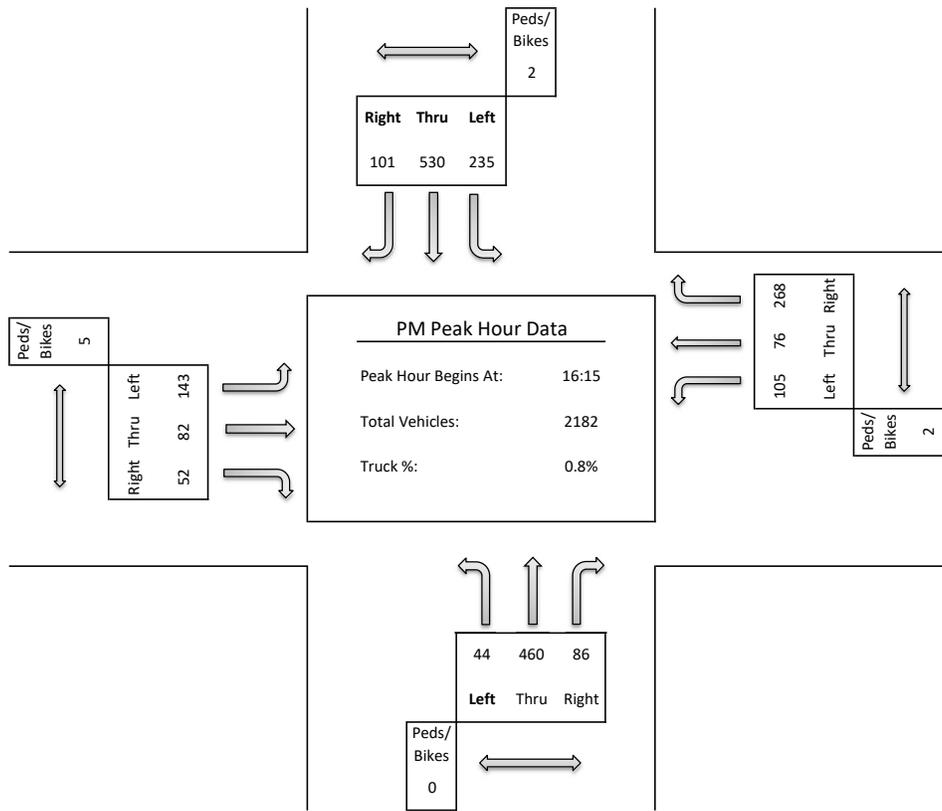 Peds/
Bikes
2
Right Thru Left
101 530 235
Peds/
Bikes
5
Left 143
Thru 82
Right 52
PM Peak Hour Data
Peak Hour Begins At: 16:15
Total Vehicles: 2182
Truck %: 0.8%
268 Right
76 Thru
105 Left
Peds/
Bikes
2
44 460 86
Left Thru Right
Peds/
Bikes
0